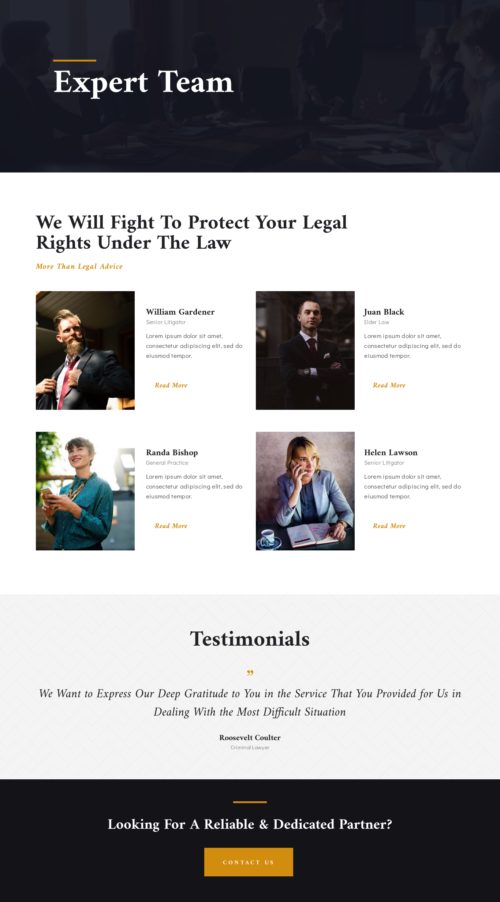 Expert Team
We Will Fight To Protect Your Legal
Rights Under The Law
More Than Legal Advice
William Gardener
Senior Litigator
Lorem ipsum dolor sit amet,
consectetur adipiscing elit, sed do
eiusmod tempor.
Read More
Juan Black
Elder Law
Lorem ipsum dolor sit amet,
consectetur adipiscing elit, sed do
eiusmod tempor.
Read More
Randa Bishop
General Practice
Lorem ipsum dolor sit amet,
consectetur adipiscing elit, sed do
eiusmod tempor.
Read More
Helen Lawson
Senior Litigator
Lorem ipsum dolor sit amet,
consectetur adipiscing elit, sed do
eiusmod tempor.
Read More
Testimonials
”
We Want to Express Our Deep Gratitude to You in the Service That You Provided for Us in
Dealing With the Most Difficult Situation
Roosevelt Coulter
Criminal Lawyer
Looking For A Reliable & Dedicated Partner?
CONTACT US